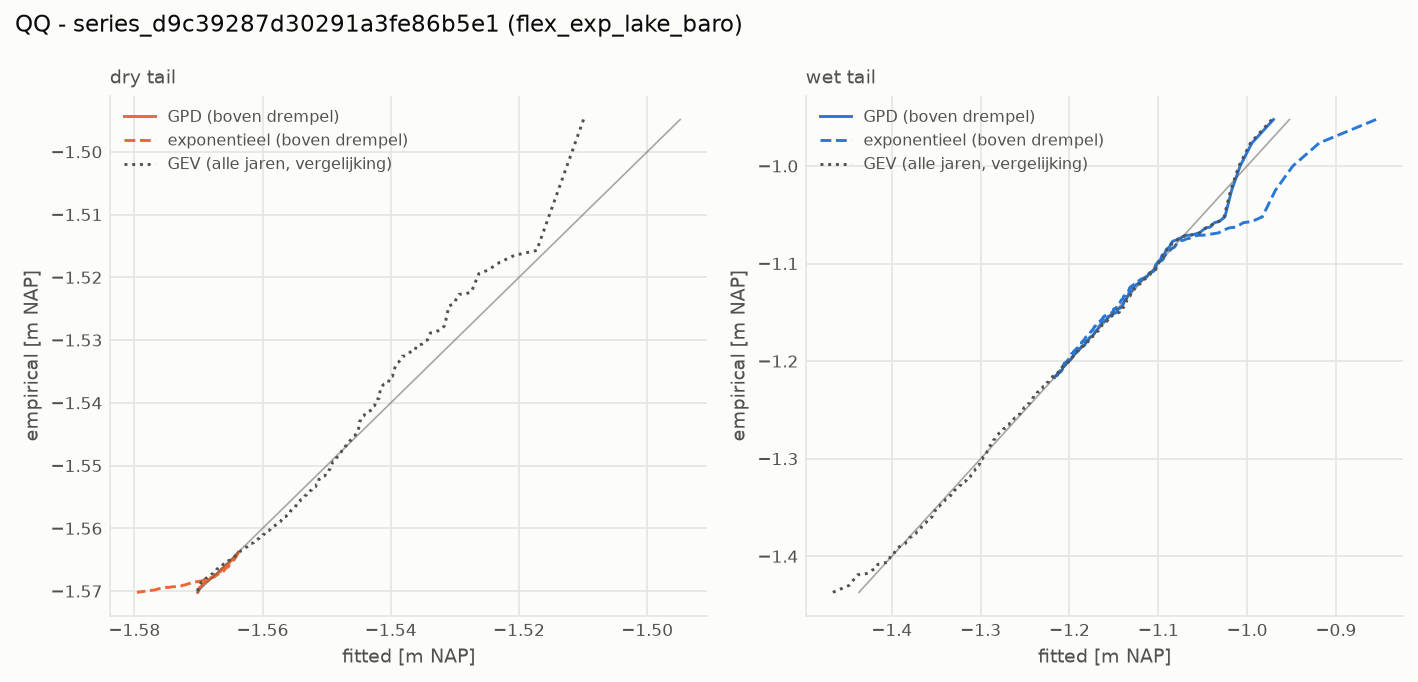 QQ - series_d9c39287d30291a3fe86b5e1 (flex_exp_lake_baro)
dry tail
GPD (boven drempel)
exponentieel (boven drempel)
GEV (alle jaren, vergelijking)
−1.50
−1.51
−1.52
−1.53
−1.54
−1.55
−1.56
−1.57
empirical [m NAP]
−1.58
−1.56
−1.54
−1.52
−1.50
fitted [m NAP]
wet tail
GPD (boven drempel)
exponentieel (boven drempel)
GEV (alle jaren, vergelijking)
−1.0
−1.1
−1.2
−1.3
−1.4
empirical [m NAP]
−1.4
−1.3
−1.2
−1.1
−1.0
−0.9
fitted [m NAP]